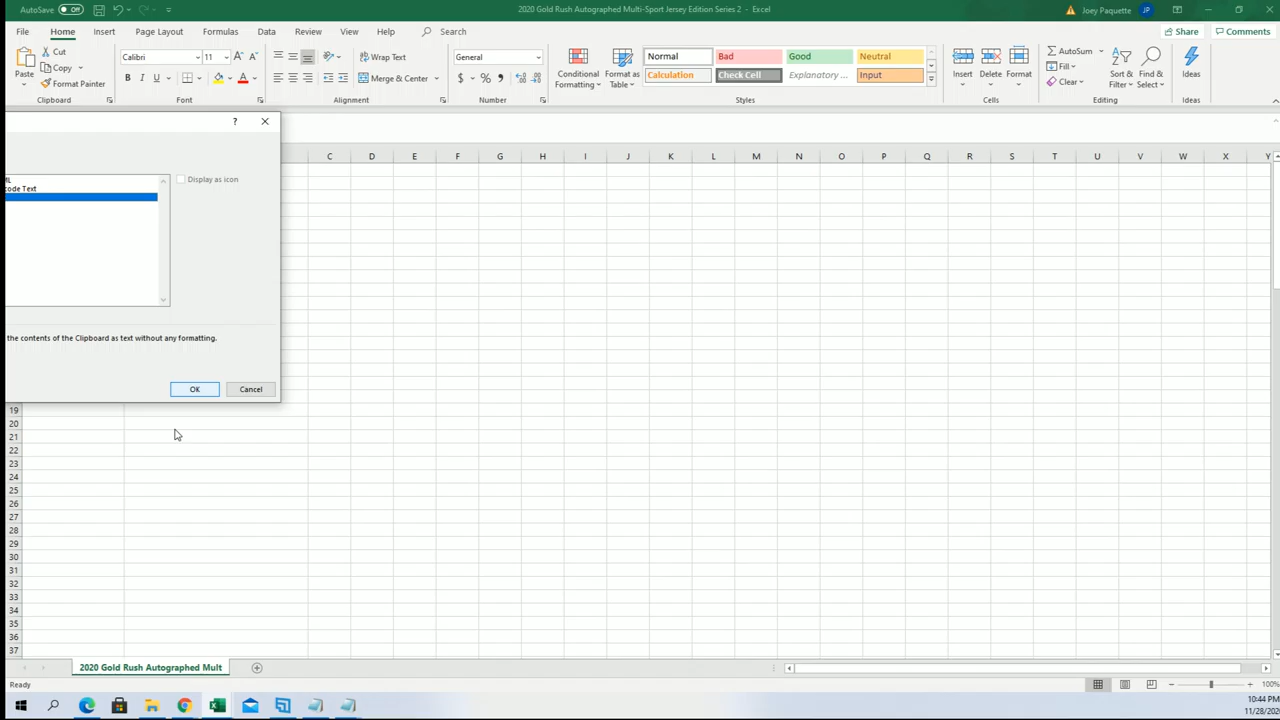 AutoSave Off 2020 Gold Rush Autographed Multi-Sport Jersey Edition Series 2 - Excel Joey Paquette JP
File Home Insert Page Layout Formulas Data Review View Help Search Share Comments
Cut
Copy
Format Painter
Paste
Clipboard
Calibri 11
B I U
Font
Wrap Text
Merge & Center
Alignment
General
$ % ,
Number
Conditional Formatting
Format as Table
Normal Bad Good Neutral
Calculation Check Cell Explanatory ... Input
Styles
Insert Delete Format
Cells
AutoSum
Fill
Clear
Sort & Filter
Find & Select
Editing
Ideas
Ideas
?
C D E F G H I J K L M N O P Q R S T U V W X Y
ML
code Text
Display as icon
the contents of the Clipboard as text without any formatting.
OK Cancel
19
20
21
22
23
24
25
26
27
28
29
30
31
32
33
34
35
36
37
2020 Gold Rush Autographed Mult
Ready 100%
10:44 PM
11/28/202